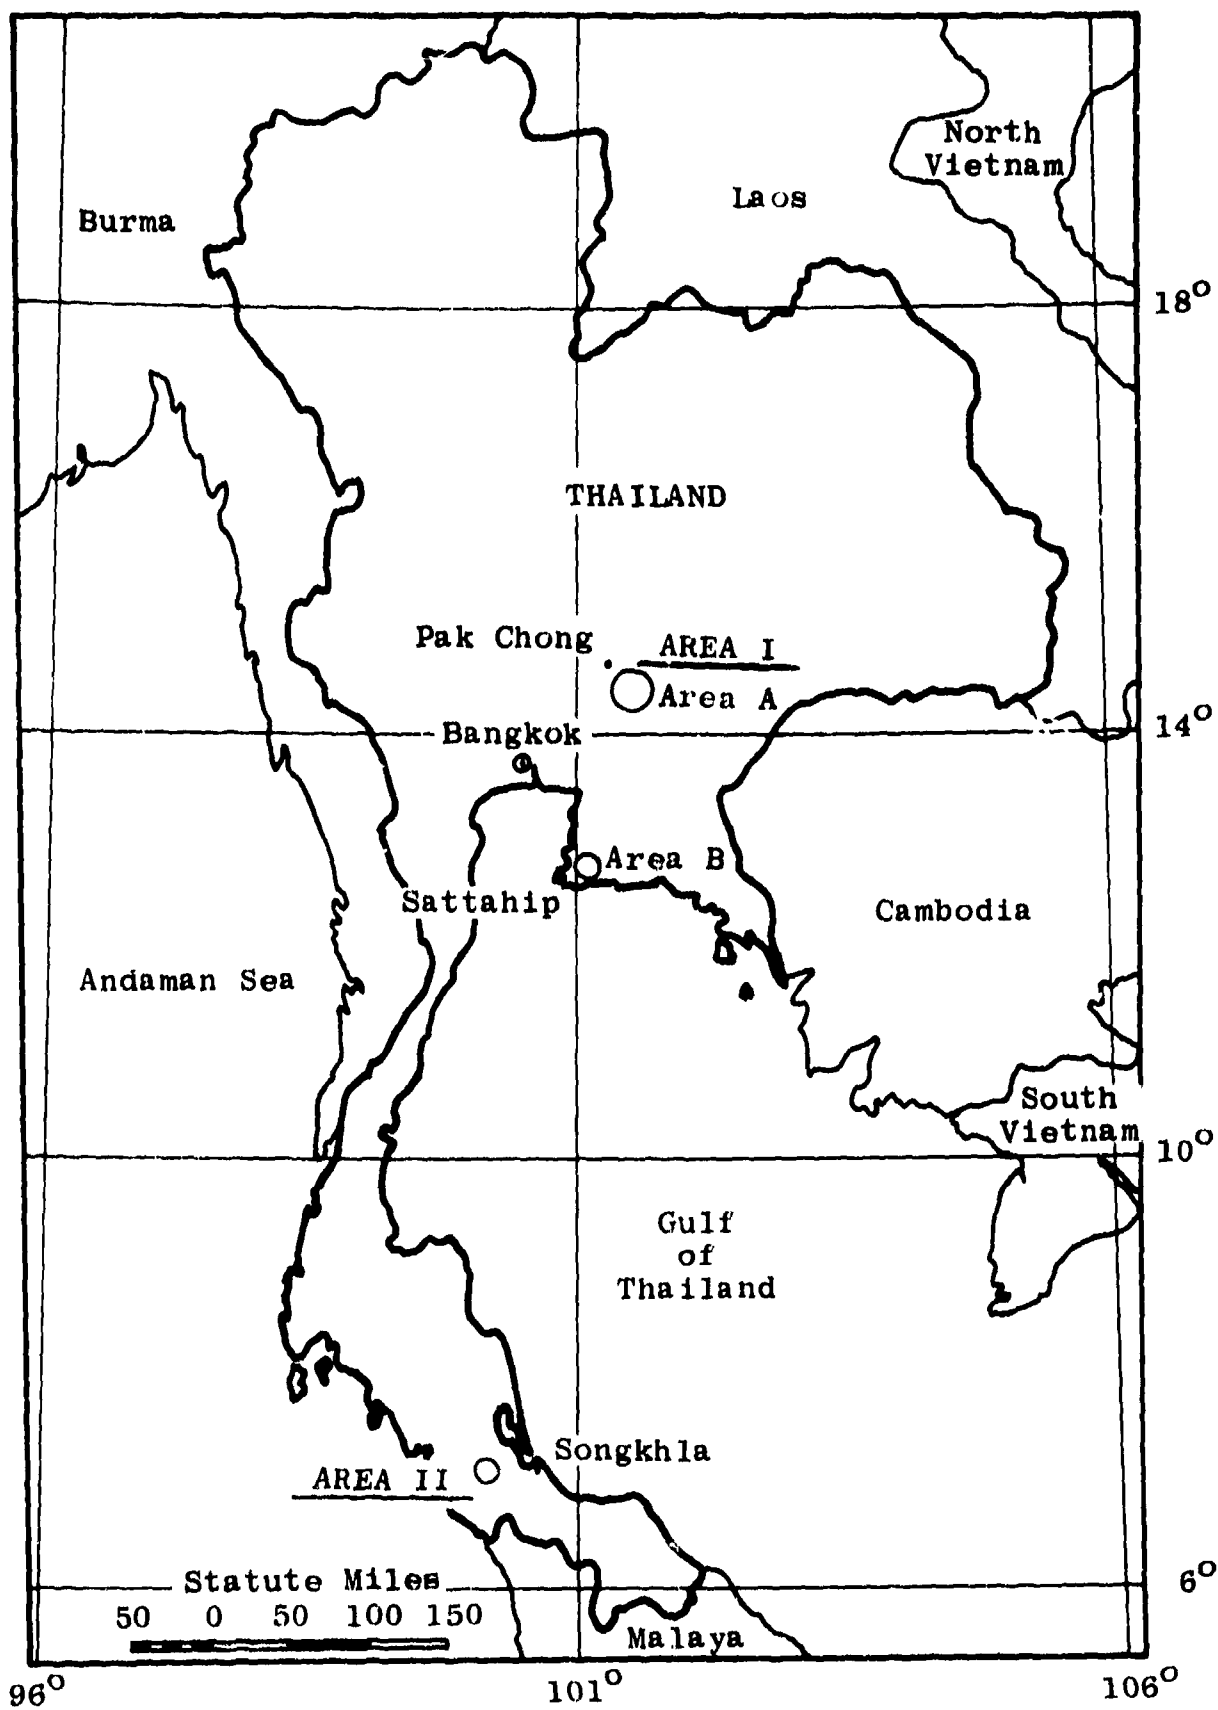 North
Vietnam
Laos
Burma
18°
THAILAND
Pak Chong
AREA I
Area A
14°
Bangkok
Area B
Sattahip
Cambodia
Andaman Sea
South
Vietnam
10°
Gulf
of
Thailand
Songkhla
AREA II
6°
Statute Miles
50 0 50 100 150
Malaya
96° 101° 106°